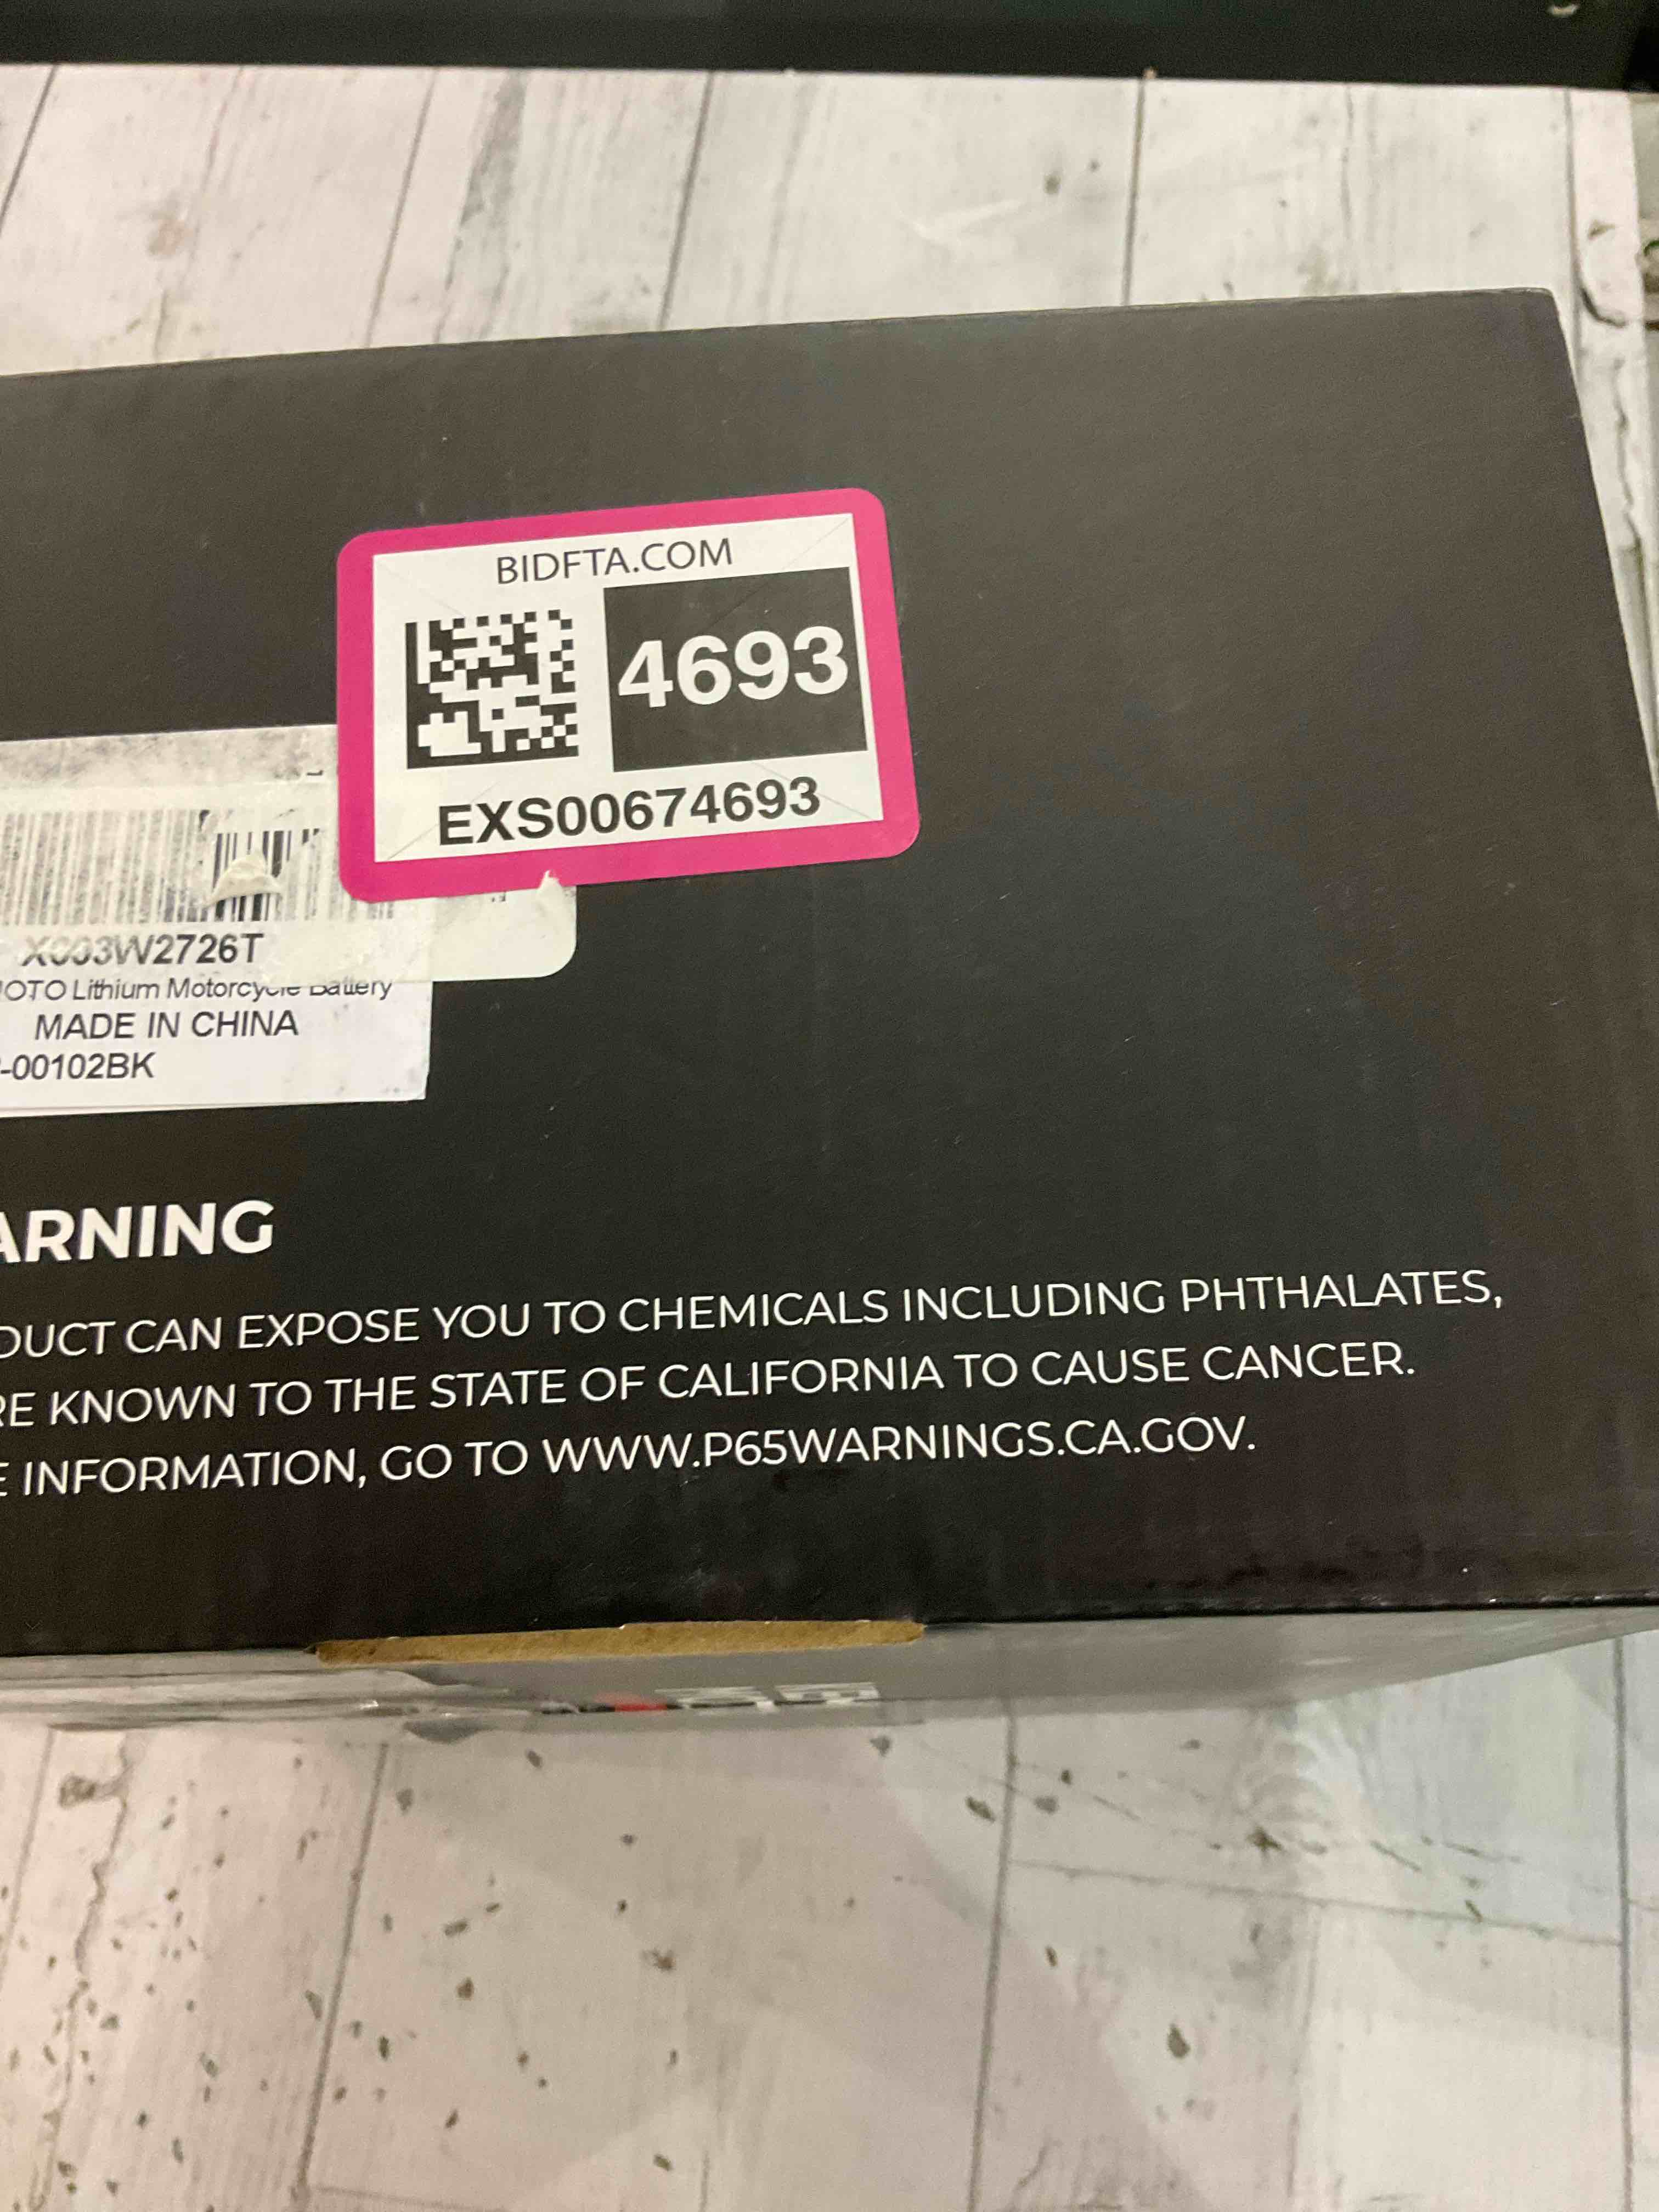 BIDFTA.COM
4693
EXS00674693
X003W2726T
OTO Lithium Motorcycle Battery
MADE IN CHINA
-00102BK
ARNING
DUCT CAN EXPOSE YOU TO CHEMICALS INCLUDING PHTHALATES,
RE KNOWN TO THE STATE OF CALIFORNIA TO CAUSE CANCER.
E INFORMATION, GO TO WWW.P65WARNINGS.CA.GOV.